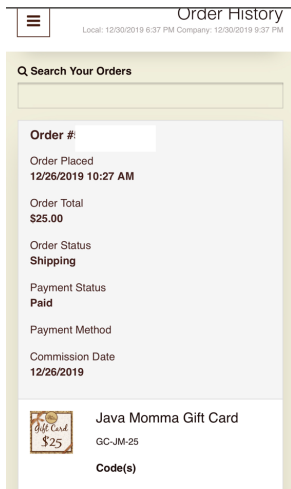 Order History
Local: 12/30/2019 6:37 PM Company: 12/30/2019 9:37 PM
Search Your Orders
Order #
Order Placed
12/26/2019 10:27 AM
Order Total
$25.00
Order Status
Shipping
Payment Status
Paid
Payment Method
Commission Date
12/26/2019
Gift Card
$25
Java Momma Gift Card
GC-JM-25
Code(s)